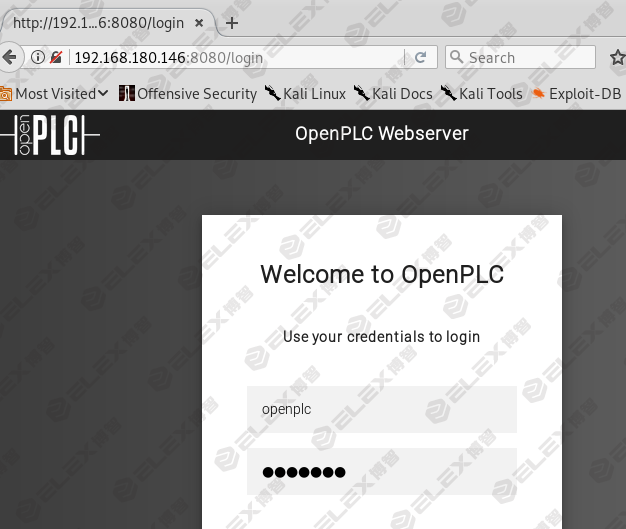 http://192.1...6:8080/login × +
192.168.180.146:8080/login Search
Most Visited Offensive Security Kali Linux Kali Docs Kali Tools Exploit-DB
open PLC OpenPLC Webserver
Welcome to OpenPLC
Use your credentials to login
openplc
●●●●●●●
ELEX博智